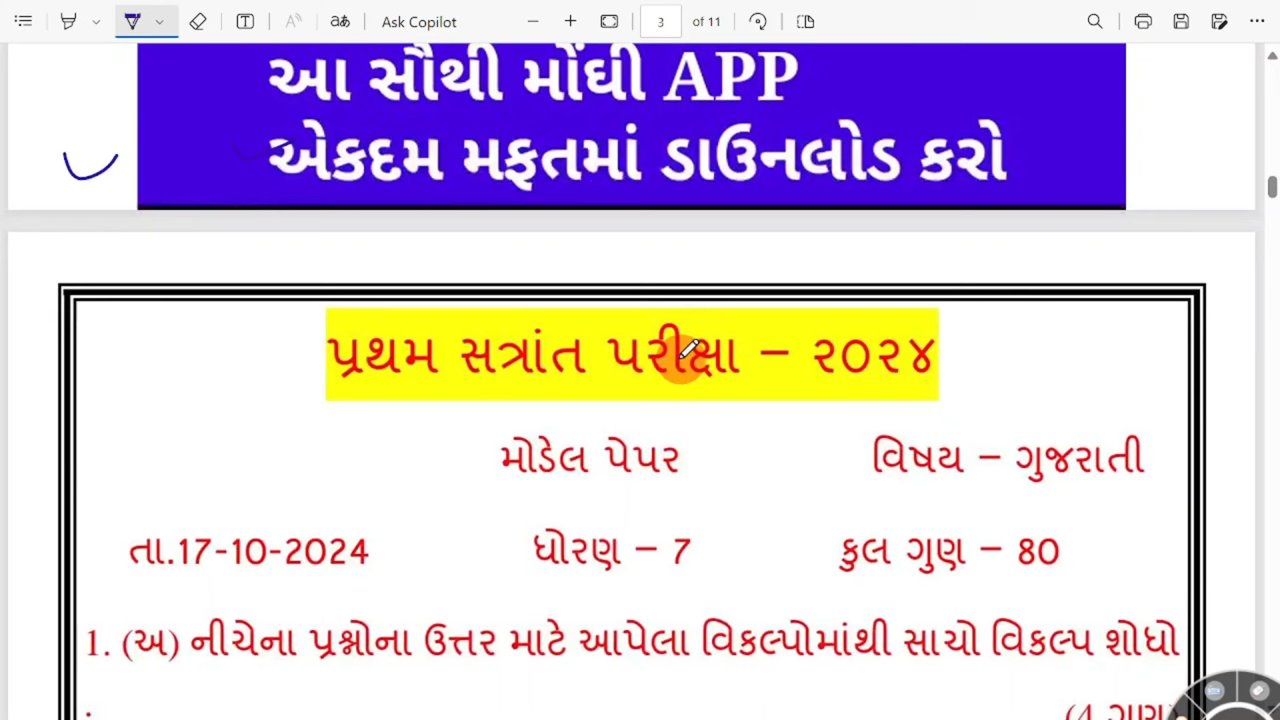 Ask Copilot
3 of 11
આ સૌથી મોંઘી APP
એકદમ મફતમાં ડાઉનલોડ કરો
પ્રથમ સત્રાંત પરીક્ષા – ૨૦૨૪
મોડેલ પેપર વિષય – ગુજરાતી
તા.17-10-2024 ધોરણ – 7 કુલ ગુણ – 80
1. (અ) નીચેના પ્રશ્નોના ઉત્તર માટે આપેલા વિકલ્પોમાંથી સાચો વિકલ્પ શોધો
(4 ગુણ)